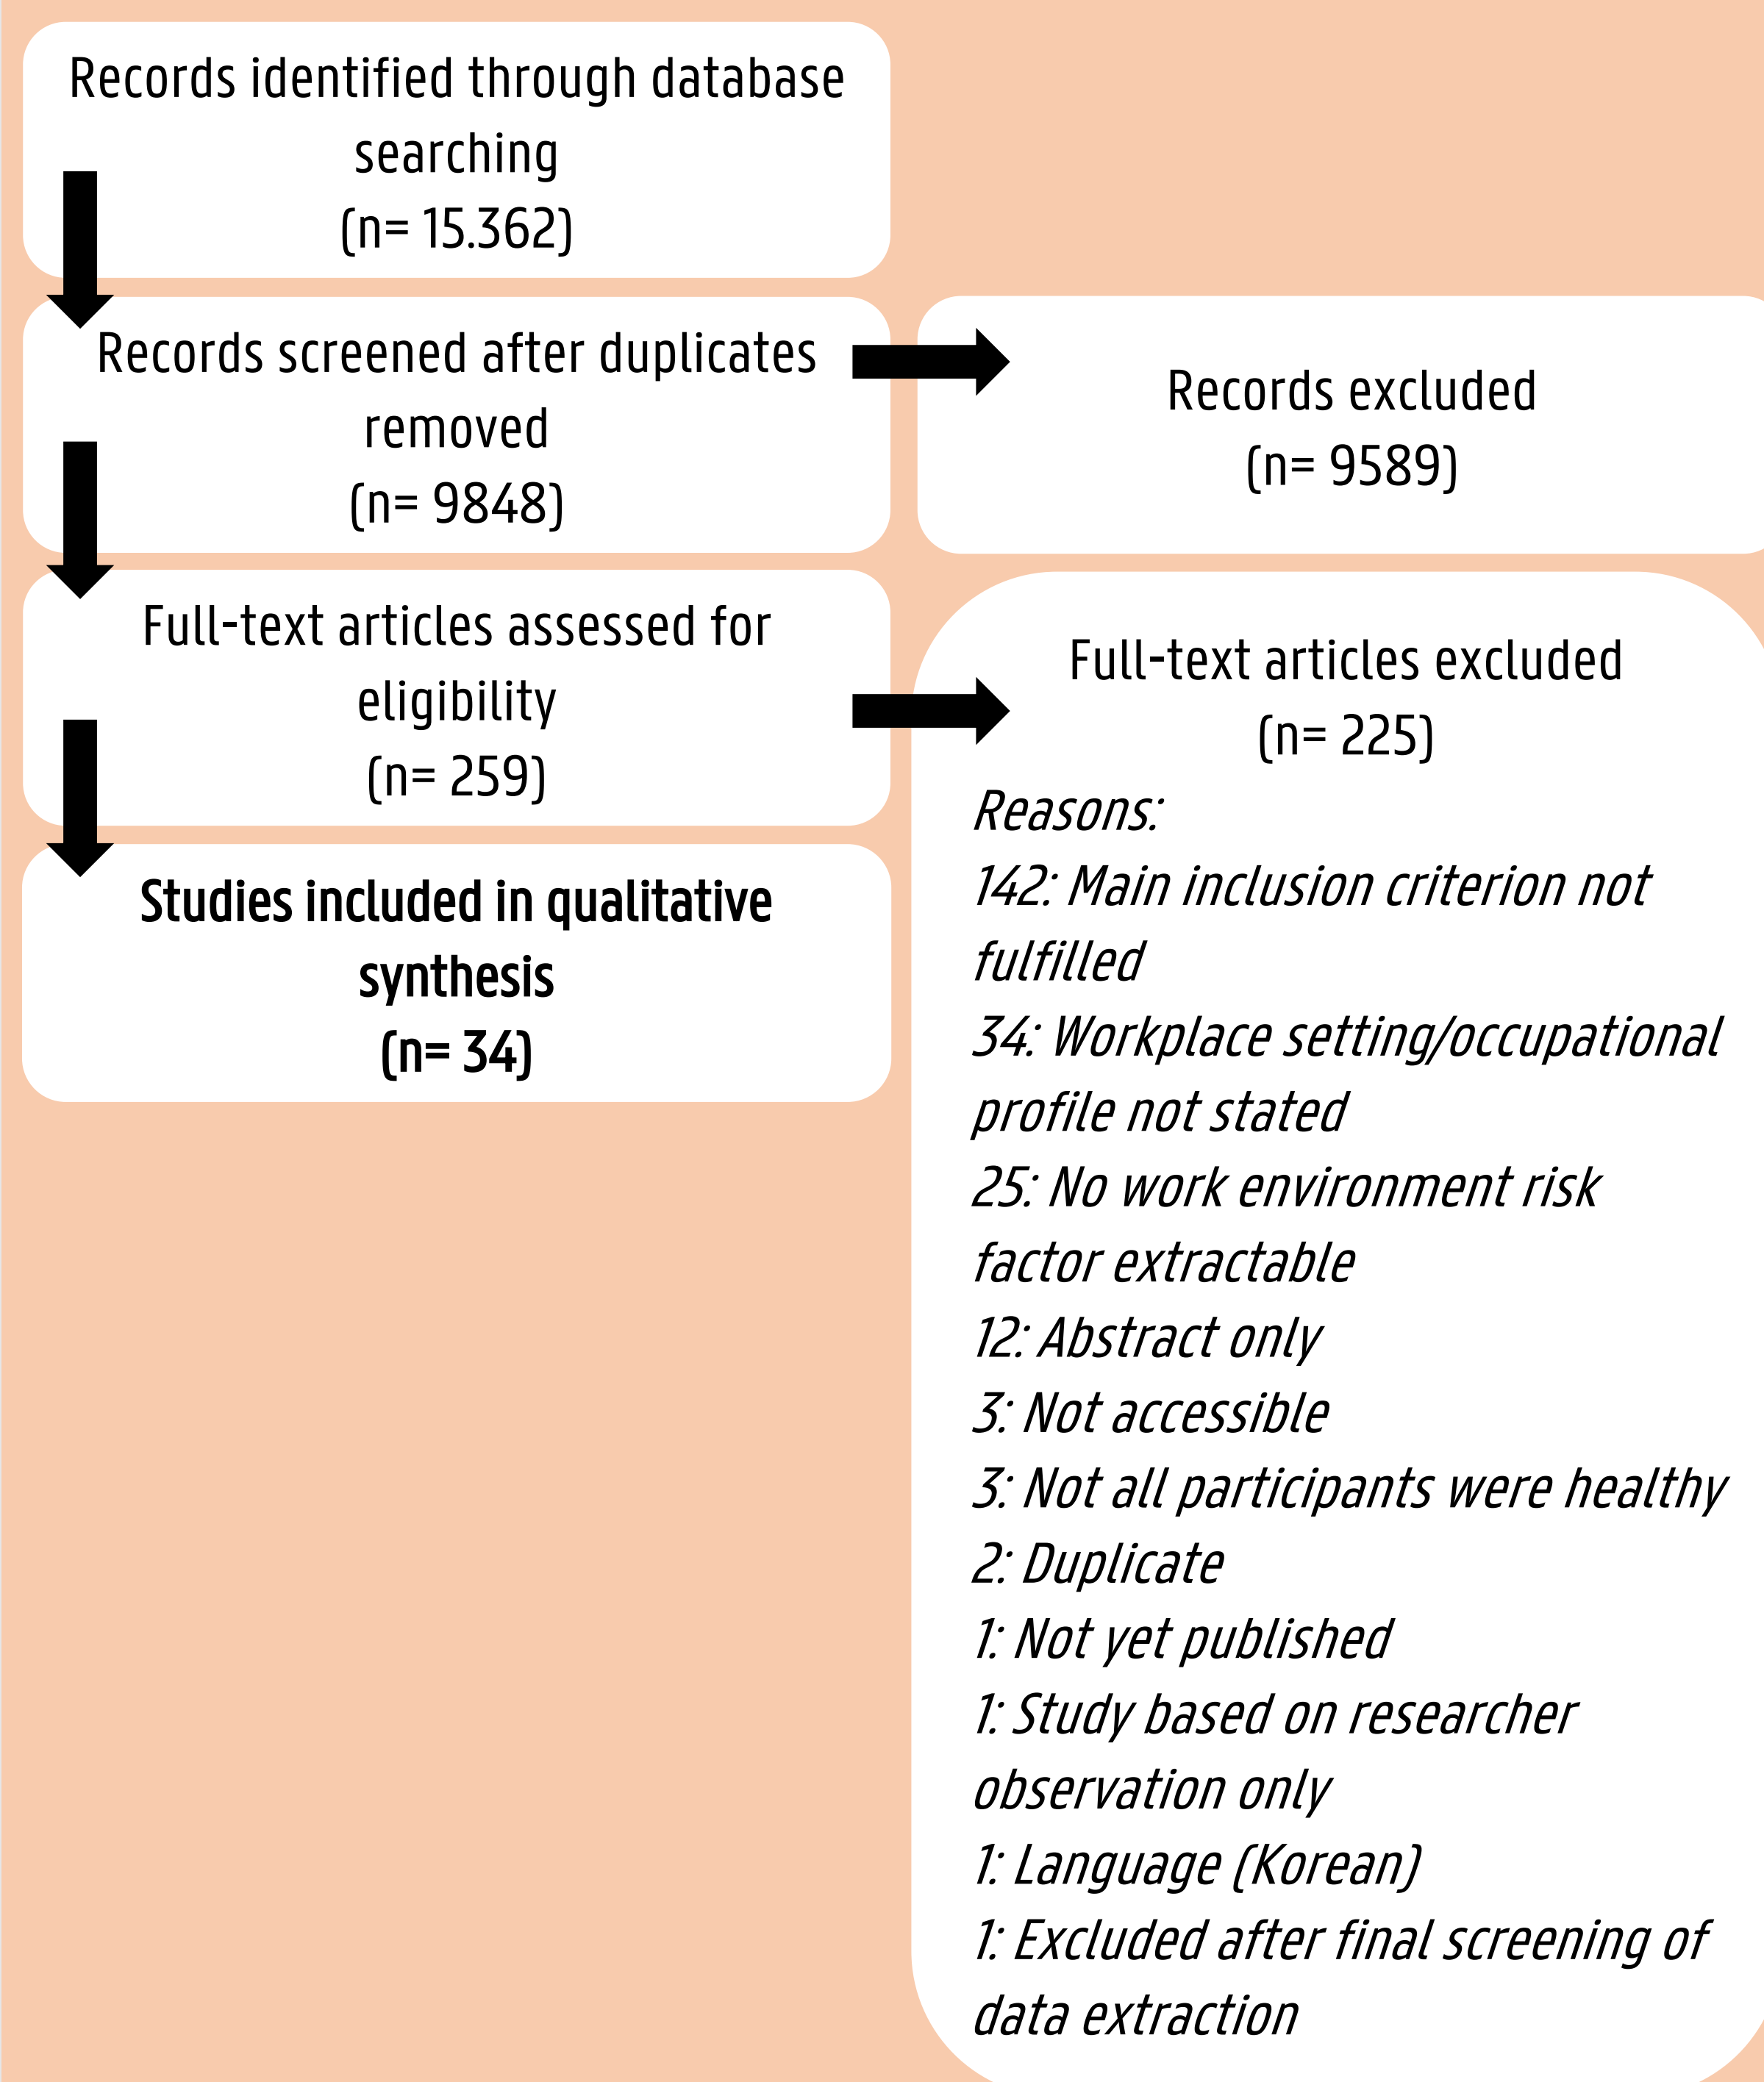 Records identified through database
searching
(n= 15.362)
Records screened after duplicates
removed
(n= 9848)
Records excluded
(n= 9589)
Full-text articles assessed for
eligibility
(n= 259)
Full-text articles excluded
(n= 225)
Reasons:
142: Main inclusion criterion not
fulfilled
34: Workplace setting/occupational
profile not stated
25: No work environment risk
factor extractable
12: Abstract only
3: Not accessible
3: Not all participants were healthy
2: Duplicate
1: Not yet published
1: Study based on researcher
observation only
1: Language (Korean)
1: Excluded after final screening of
data extraction
Studies included in qualitative
synthesis
(n= 34)